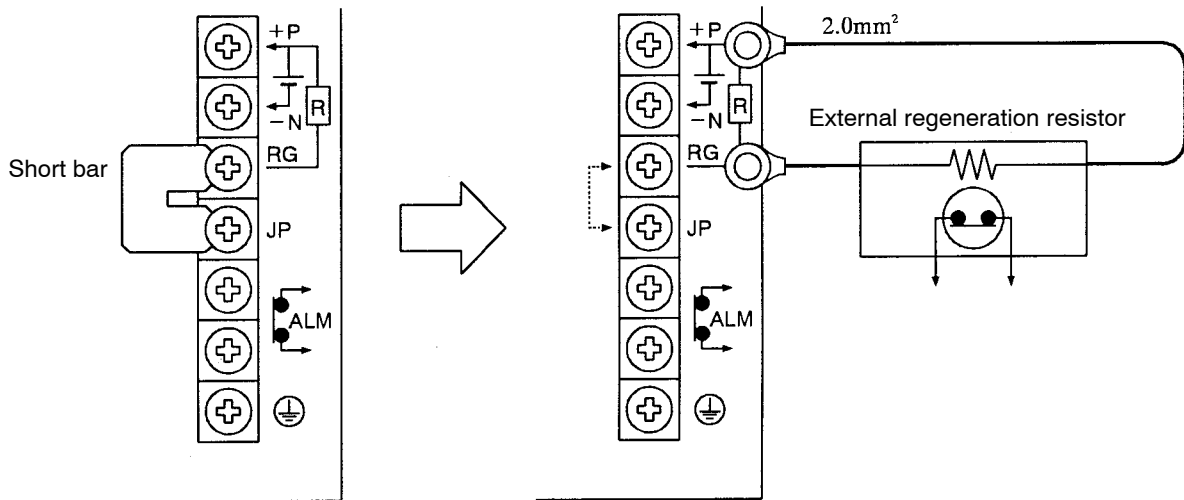 +P
R
−N
RG
Short bar
JP
ALM
+P
2.0mm²
R
−N
External regeneration resistor
RG
JP
ALM